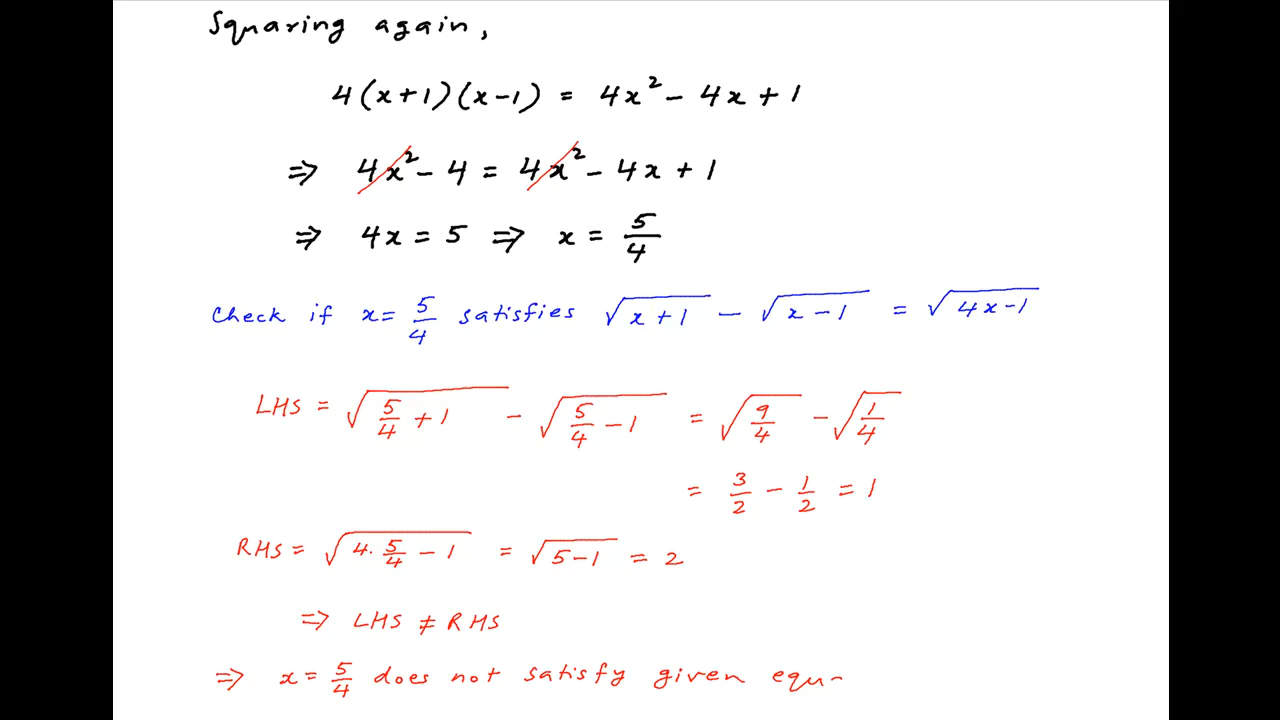 Squaring again,
4(x+1)(x-1) = 4x² - 4x + 1
⇒ 4x² - 4 = 4x² - 4x + 1
⇒ 4x = 5 ⇒ x = 5/4
Check if x = 5/4 satisfies √(x+1) - √(x-1) = √(4x-1)
LHS = √(5/4 + 1) - √(5/4 - 1) = √(9/4) - √(1/4)
= 3/2 - 1/2 = 1
RHS = √(4·5/4 - 1) = √(5-1) = 2
⇒ LHS ≠ RHS
⇒ x = 5/4 does not satisfy given equ-